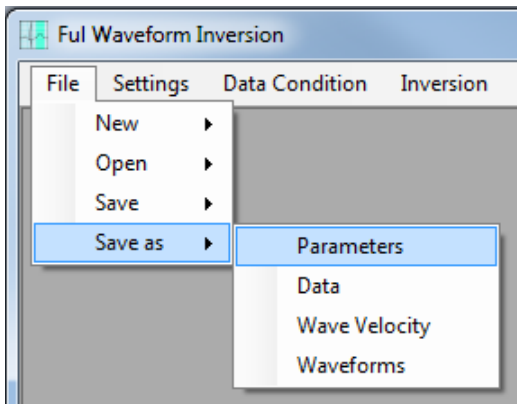 Ful Waveform Inversion
File Settings Data Condition Inversion
New
Open
Save
Save as Parameters
Data
Wave Velocity
Waveforms